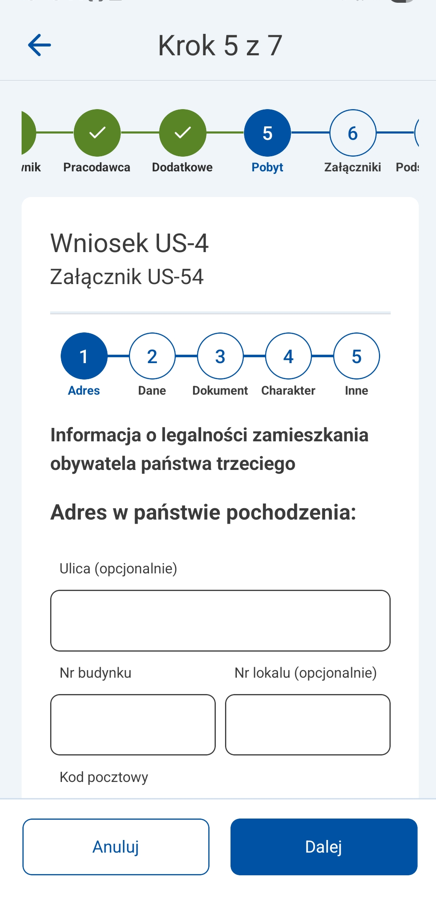 Krok 5 z 7
5 6
wnik Pracodawca Dodatkowe Pobyt Załączniki Pods
Wniosek US-4
Załącznik US-54
1 2 3 4 5
Adres Dane Dokument Charakter Inne
Informacja o legalności zamieszkania
obywatela państwa trzeciego
Adres w państwie pochodzenia:
Ulica (opcjonalnie)
Nr budynku Nr lokalu (opcjonalnie)
Kod pocztowy
Anuluj Dalej